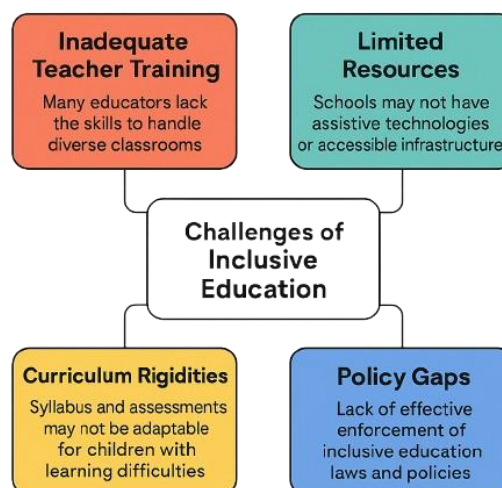 Inadequate
Teacher Training
Many educators lack
the skills to handle
diverse classrooms
Limited
Resources
Schools may not have
assistive technologies
or accessible infrastructure
Challenges of
Inclusive
Education
Curriculum Rigidities
Syllabus and assessments
may not be adaptable
for children with
learning difficulties
Policy Gaps
Lack of effective
enforcement of
inclusive education
laws and policies